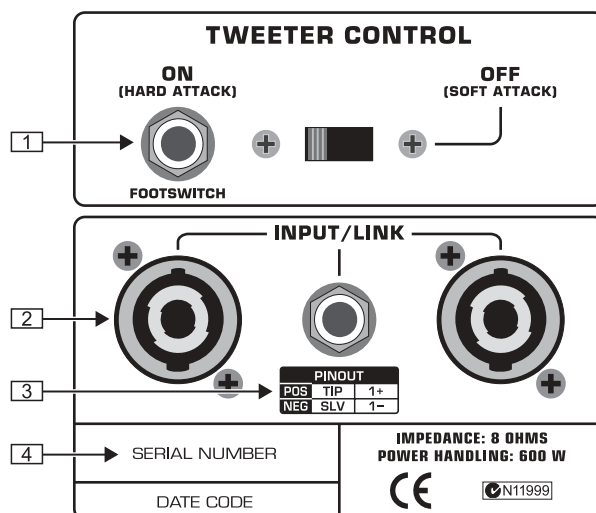 TWEETER CONTROL
ON
(HARD ATTACK)
OFF
(SOFT ATTACK)
1
FOOTSWITCH
INPUT/LINK
2
3
PINOUT
POS TIP 1+
NEG SLV 1–
4
SERIAL NUMBER
DATE CODE
IMPEDANCE: 8 OHMS
POWER HANDLING: 600 W
CE
N11999